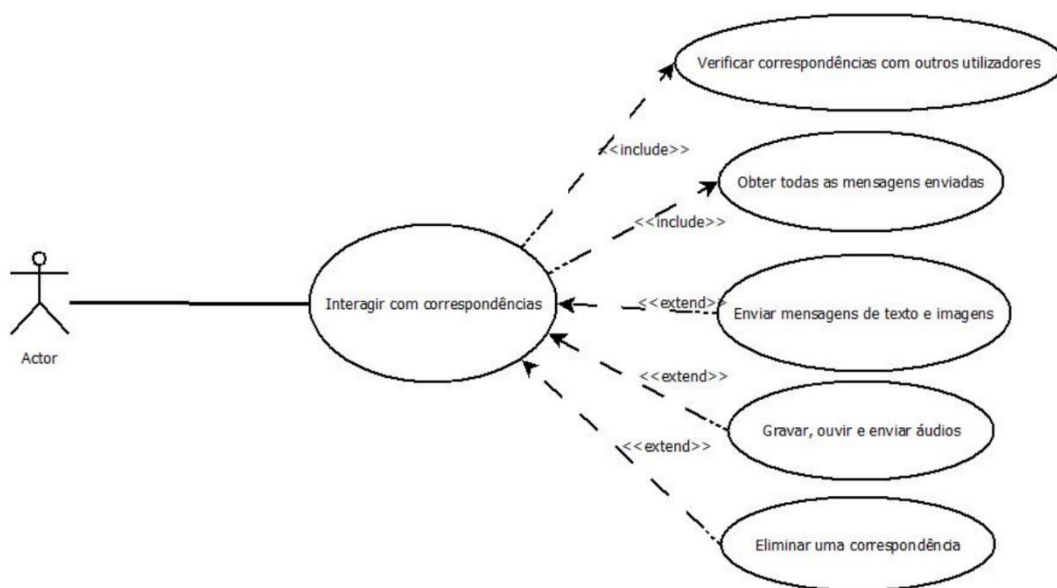 Verificar correspondências com outros utilizadores
<<include>>
Obter todas as mensagens enviadas
<<include>>
Interagir com correspondências
<<extend>>
Enviar mensagens de texto e imagens
Actor
<<extend>>
Gravar, ouvir e enviar áudios
<<extend>>
Eliminar uma correspondência